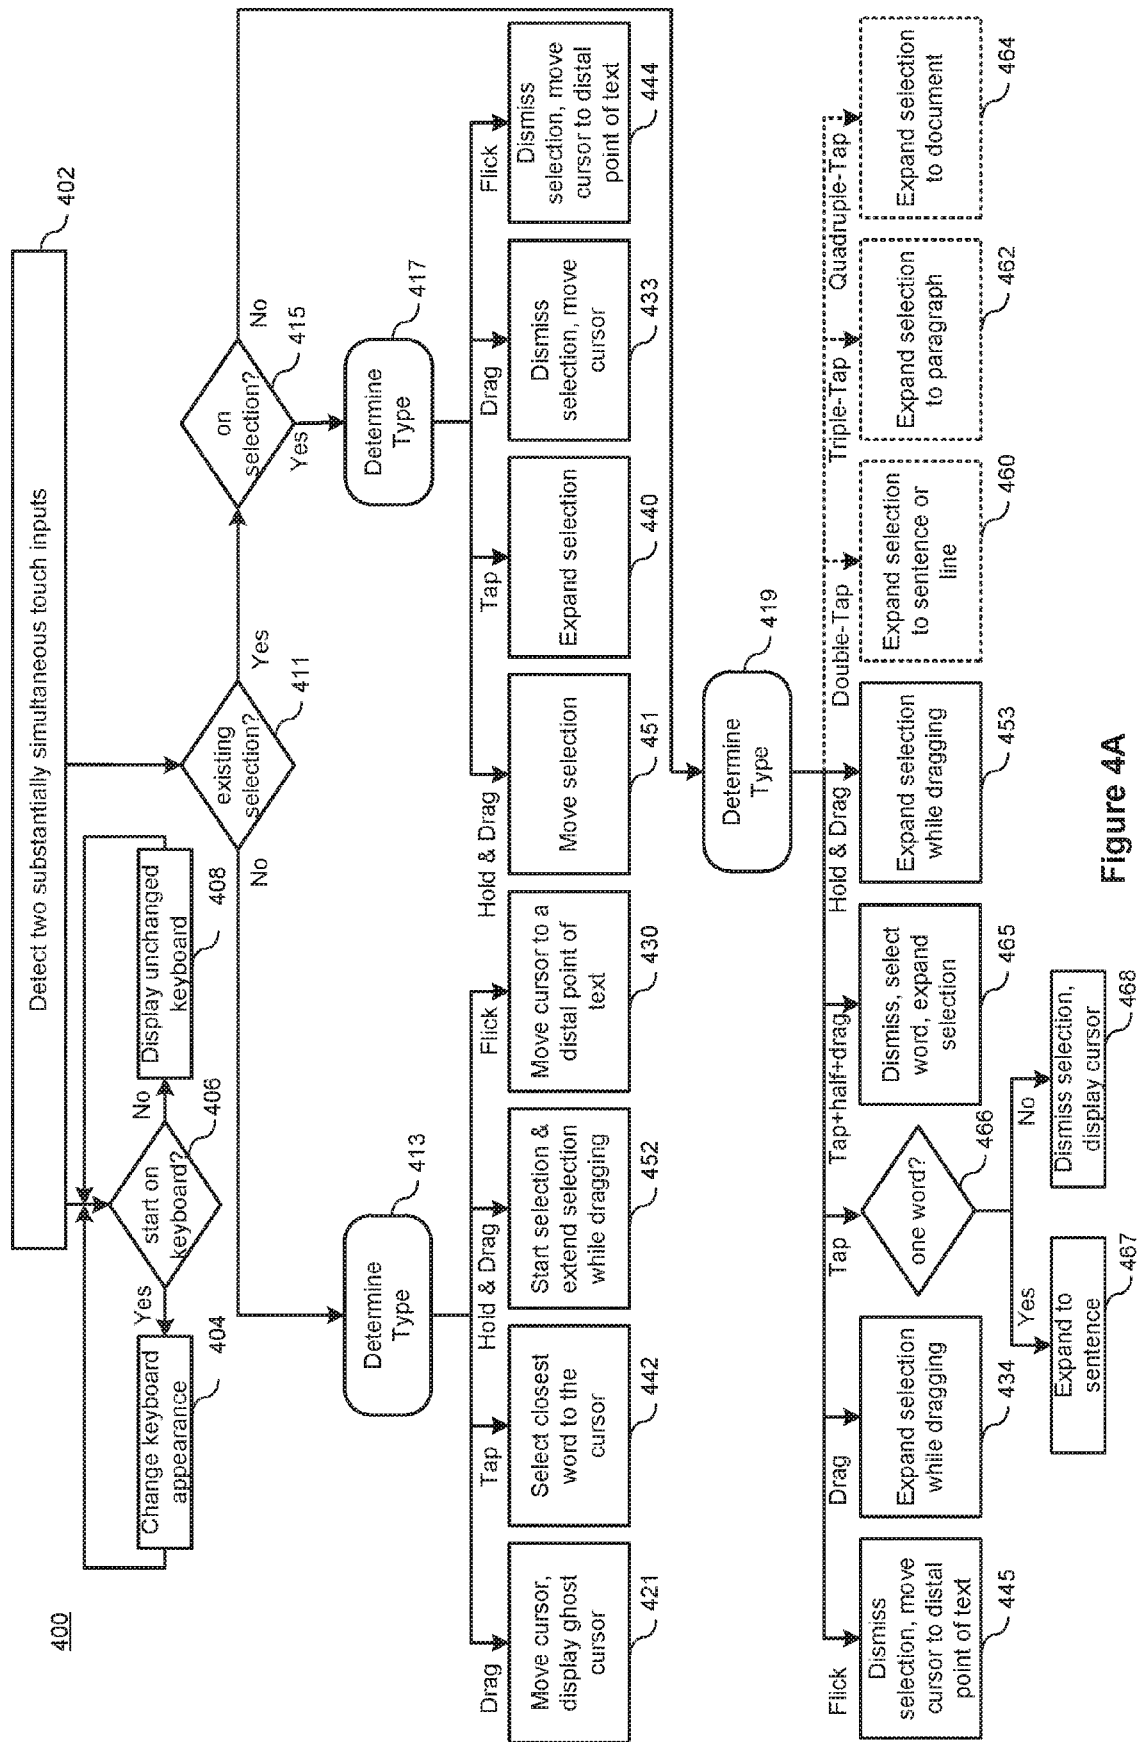 400
Detect two substantially simultaneous touch inputs
402
Change keyboard
appearance
404
Yes
start on
keyboard?
406
No
Display unchanged
keyboard
408
existing
selection?
411
No
Yes
on
selection?
415
Yes
No
Determine
Type
413
Determine
Type
417
Drag
Move cursor,
display ghost
cursor
421
Tap
Select closest
word to the
cursor
442
Hold & Drag
Start selection &
extend selection
while dragging
452
Flick
Move cursor to a
distal point of
text
430
Hold & Drag
Move selection
451
Tap
Expand selection
440
Drag
Dismiss
selection, move
cursor
433
Flick
Dismiss
selection, move
cursor to distal
point of text
444
Determine
Type
419
Flick
Dismiss
selection, move
cursor to distal
point of text
445
Drag
Expand selection
while dragging
434
Tap
one word?
466
Yes
Expand to
sentence
467
No
Dismiss selection,
display cursor
468
Tap+half+drag
Dismiss, select
word, expand
selection
465
Hold & Drag
Expand selection
while dragging
453
Double-Tap
Expand selection
to sentence or
line
460
Triple-Tap
Expand selection
to paragraph
462
Quadruple-Tap
Expand selection
to document
464
Figure 4A